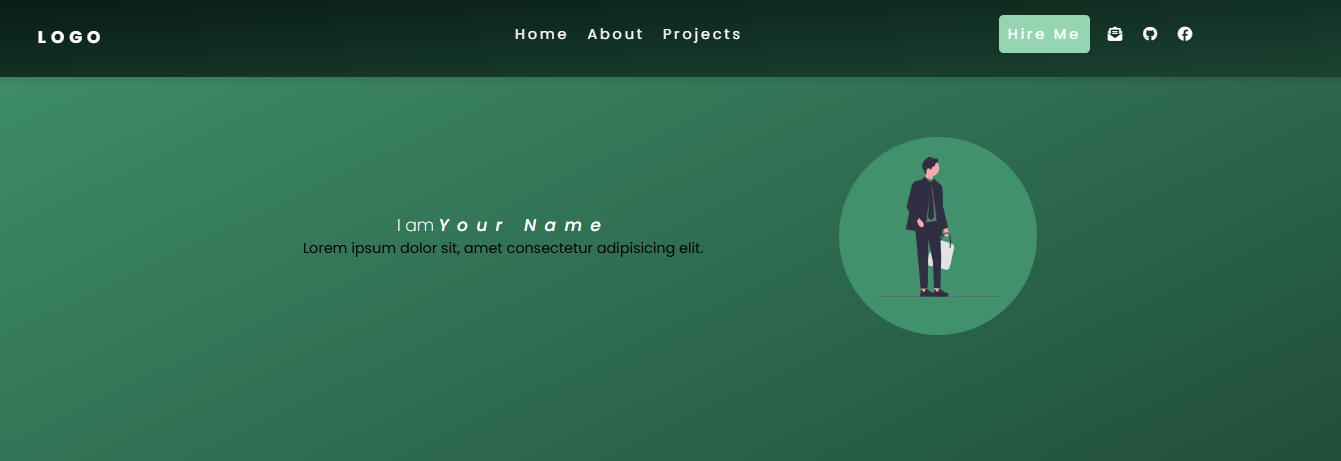 LOGO
Home About Projects
Hire Me
I am Your Name
Lorem ipsum dolor sit, amet consectetur adipisicing elit.